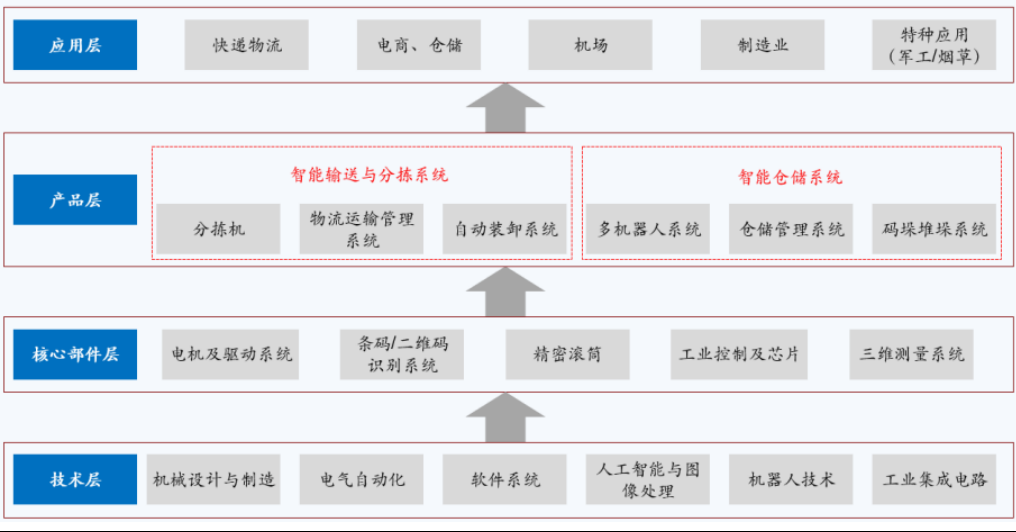 应用层
快递物流
电商、仓储
机场
制造业
特种应用
（军工/烟草）
产品层
智能输送与分拣系统
分拣机
物流运输管理
系统
自动装卸系统
智能仓储系统
多机器人系统
仓储管理系统
码垛堆垛系统
核心部件层
电机及驱动系统
条码/二维码
识别系统
精密滚筒
工业控制及芯片
三维测量系统
技术层
机械设计与制造
电气自动化
软件系统
人工智能与图
像处理
机器人技术
工业集成电路